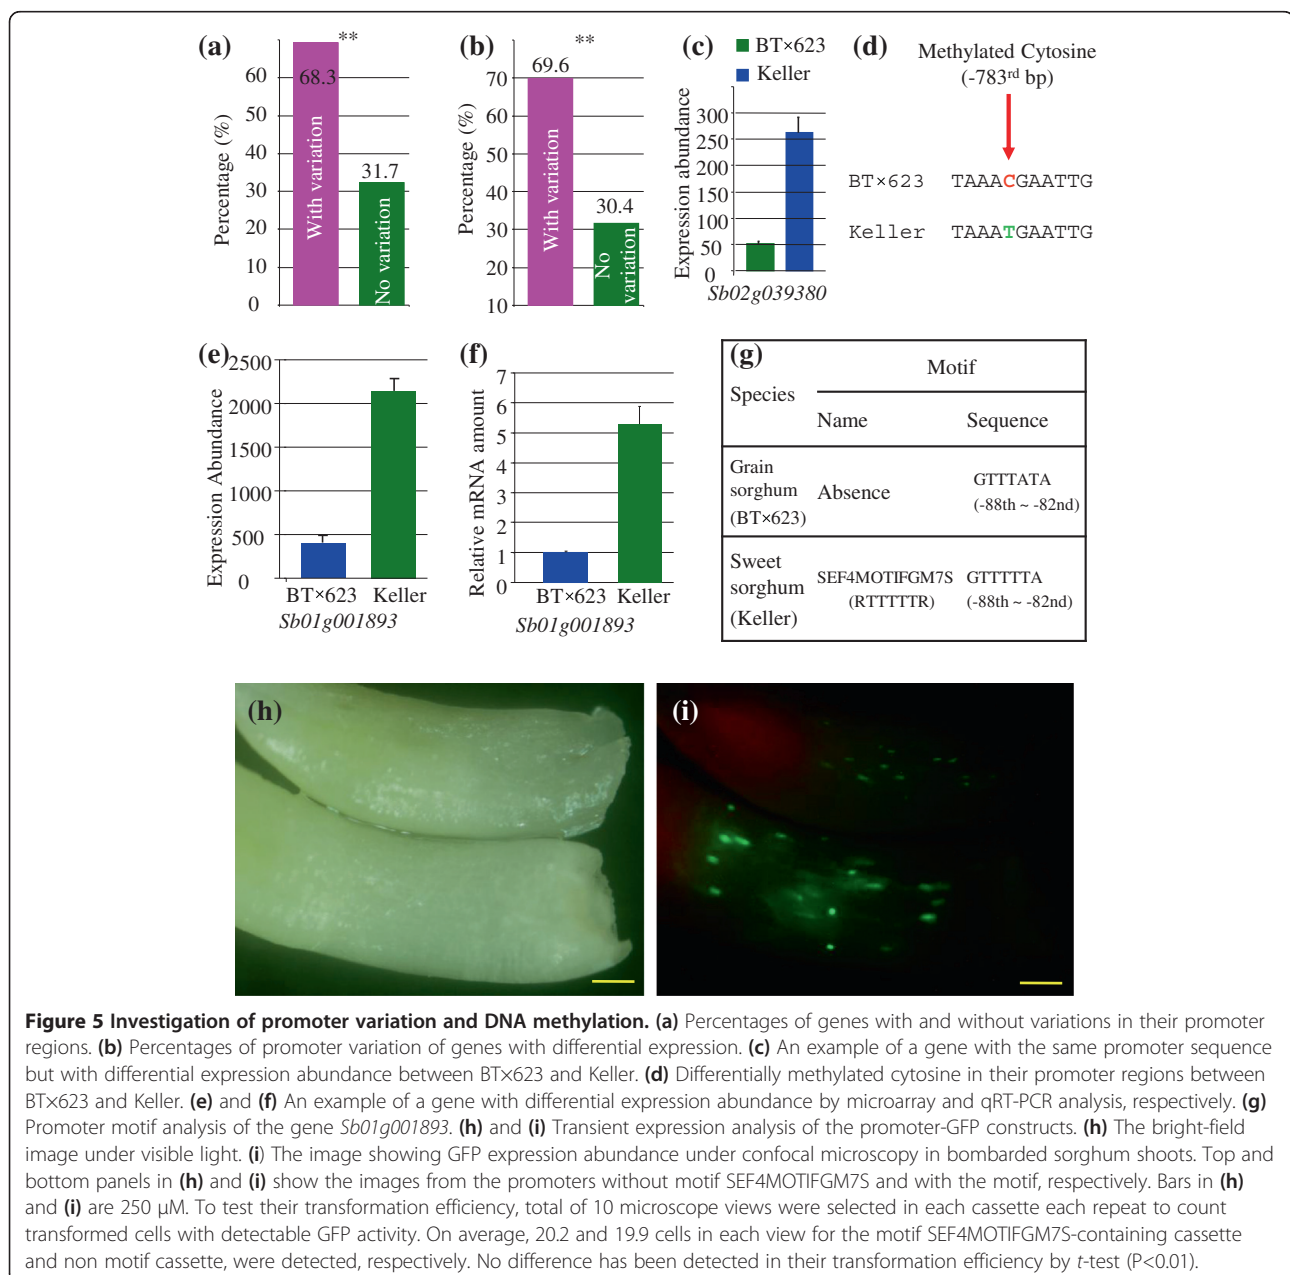 (a)
**
Percentage (%)
60
50
40
30
20
10
0
68.3
With variation
31.7
No variation
(b)
**
Percentage (%)
70
60
50
40
30
20
10
69.6
With variation
30.4
No
variation
(c)
BT×623
Keller
Expression abundance
300
250
200
150
100
50
0
Sb02g039380
(d)
Methylated Cytosine
(-783rd bp)
BT×623 TAAACGAATTG
Keller TAAATGAATTG
(e)
Expression Abundance
2500
2000
1500
1000
500
0
BT×623 Keller
Sb01g001893
(f)
Relative mRNA amount
7
6
5
4
3
2
1
0
BT×623 Keller
Sb01g001893
(g)
Species
Motif
Name Sequence
Grain
sorghum
(BT×623)
Absence
GTTTATA
(-88th ~ -82nd)
Sweet
sorghum
(Keller)
SEF4MOTIFGM7S
(RTTTTTR)
GTTTTTA
(-88th ~ -82nd)
(h)
(i)
Figure 5 Investigation of promoter variation and DNA methylation. (a) Percentages of genes with and without variations in their promoter
regions. (b) Percentages of promoter variation of genes with differential expression. (c) An example of a gene with the same promoter sequence
but with differential expression abundance between BT×623 and Keller. (d) Differentially methylated cytosine in their promoter regions between
BT×623 and Keller. (e) and (f) An example of a gene with differential expression abundance by microarray and qRT-PCR analysis, respectively. (g)
Promoter motif analysis of the gene Sb01g001893. (h) and (i) Transient expression analysis of the promoter-GFP constructs. (h) The bright-field
image under visible light. (i) The image showing GFP expression abundance under confocal microscopy in bombarded sorghum shoots. Top and
bottom panels in (h) and (i) show the images from the promoters without motif SEF4MOTIFGM7S and with the motif, respectively. Bars in (h)
and (i) are 250 μM. To test their transformation efficiency, total of 10 microscope views were selected in each cassette each repeat to count
transformed cells with detectable GFP activity. On average, 20.2 and 19.9 cells in each view for the motif SEF4MOTIFGM7S-containing cassette
and non motif cassette, were detected, respectively. No difference has been detected in their transformation efficiency by t-test (P<0.01).